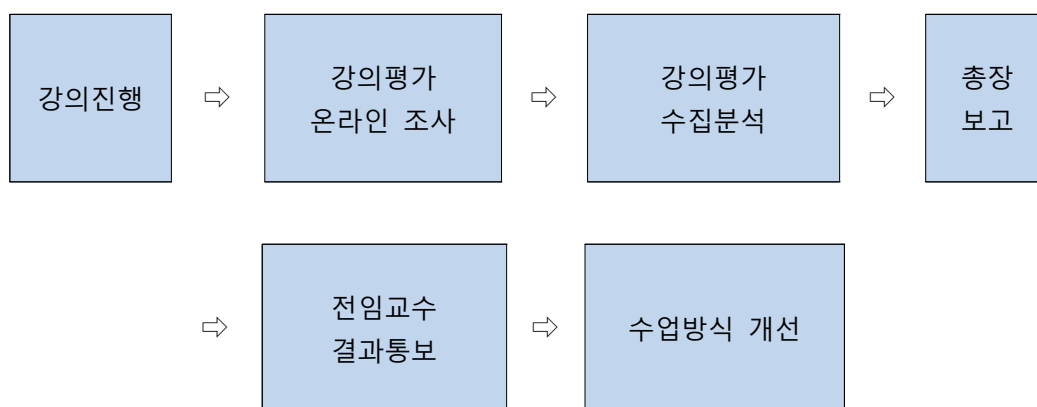 강의진행
⇨
강의평가
온라인 조사
⇨
강의평가
수집분석
⇨
총장
보고
⇨
전임교수
결과통보
⇨
수업방식 개선